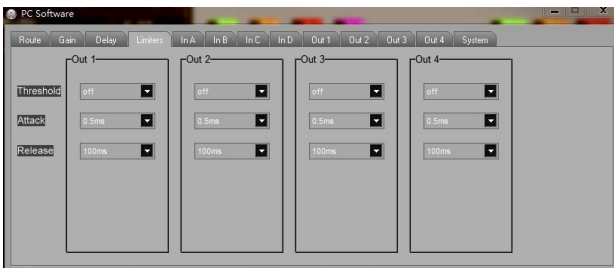 PC Software
Route Gain Delay Limiters In A In B In C In D Out 1 Out 2 Out 3 Out 4 System
Out 1 Out 2 Out 3 Out 4
Threshold off off off off
Attack 0.5ms 0.5ms 0.5ms 0.5ms
Release 100ms 100ms 100ms 100ms